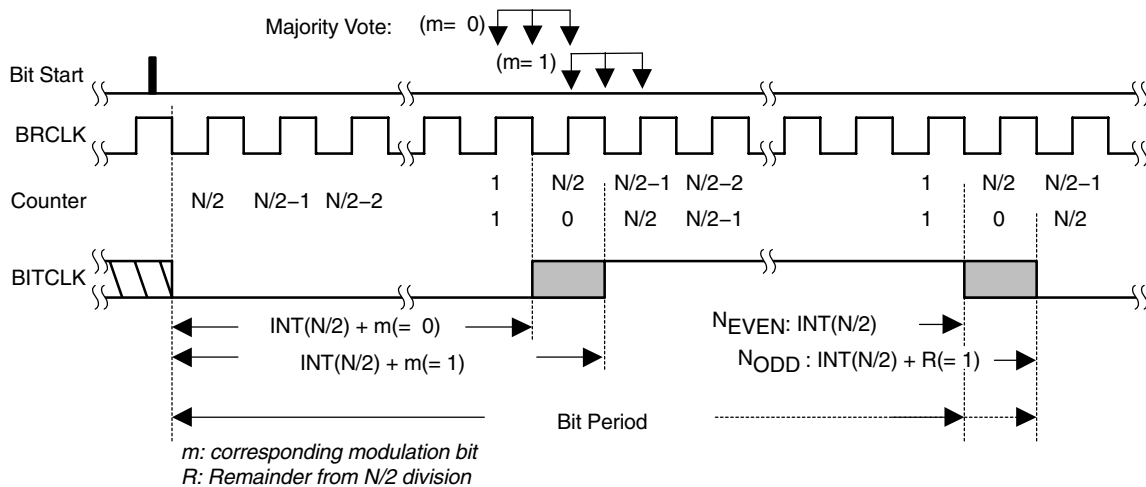 Majority Vote: (m= 0)
(m= 1)
Bit Start
BRCLK
Counter
N/2 N/2−1 N/2−2 1 N/2 N/2−1 N/2−2 1 N/2 N/2−1
1 0 N/2 N/2−1 1 0 N/2
BITCLK
INT(N/2) + m(= 0) NEVEN: INT(N/2)
INT(N/2) + m(= 1) NODD : INT(N/2) + R(= 1)
Bit Period
m: corresponding modulation bit
R: Remainder from N/2 division